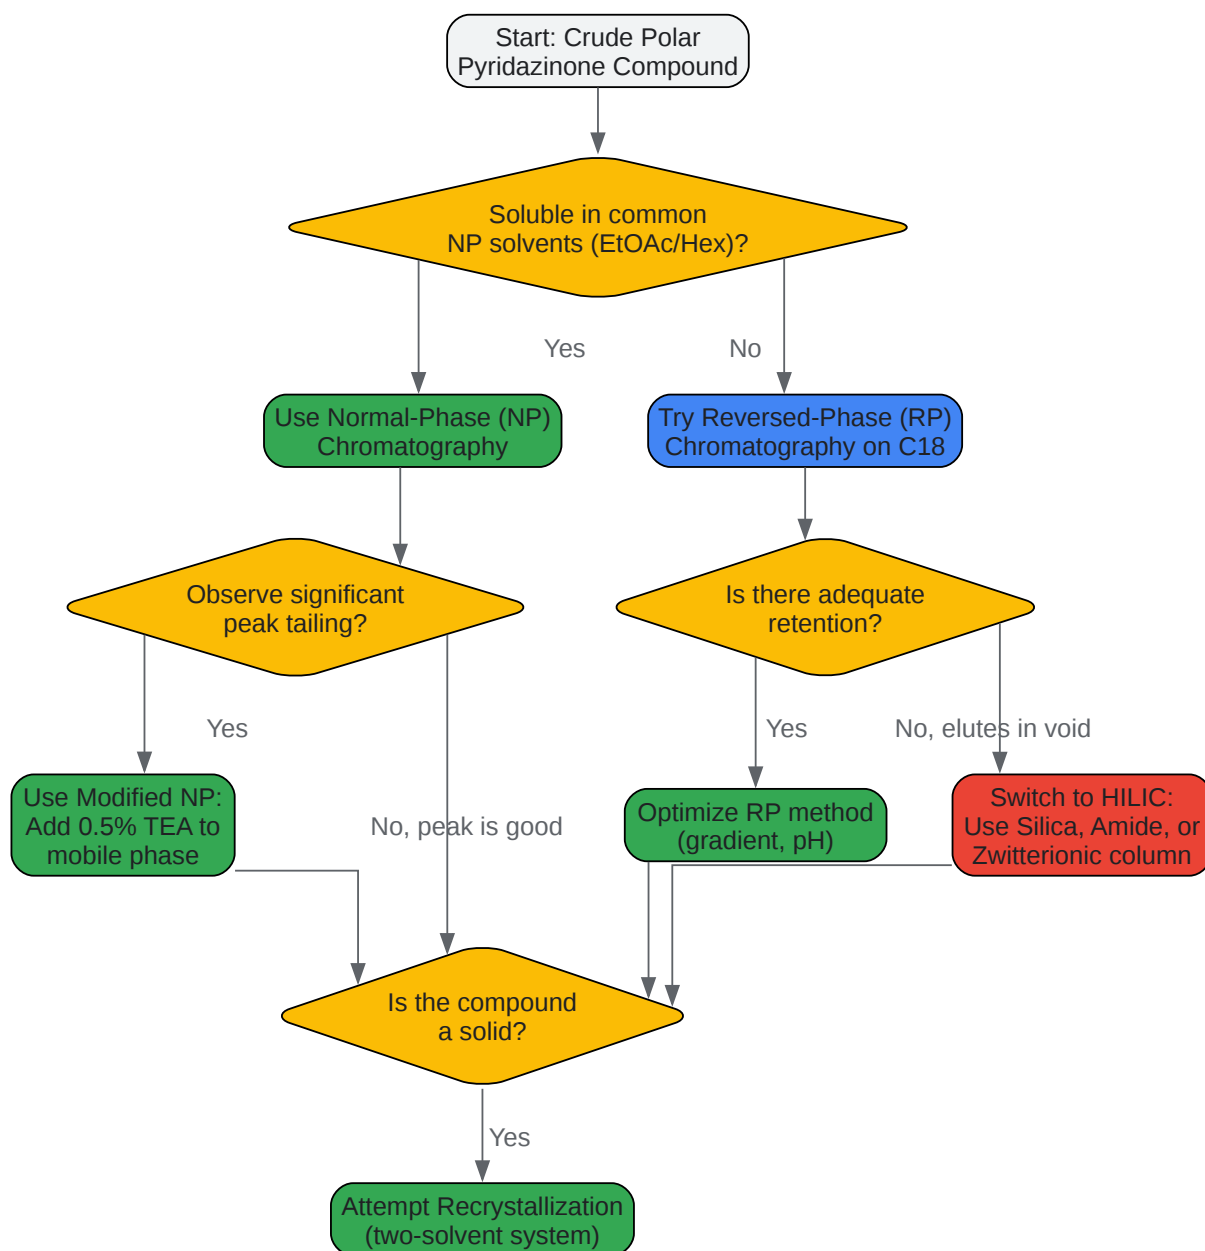 Start: Crude Polar
Pyridazinone Compound
Soluble in common
NP solvents (EtOAc/Hex)?
Yes
No
Use Normal-Phase (NP)
Chromatography
Try Reversed-Phase (RP)
Chromatography on C18
Observe significant
peak tailing?
Is there adequate
retention?
Yes
Yes
No, elutes in void
Use Modified NP:
Add 0.5% TEA to
mobile phase
No, peak is good
Optimize RP method
(gradient, pH)
Switch to HILIC:
Use Silica, Amide, or
Zwitterionic column
Is the compound
a solid?
Yes
Attempt Recrystallization
(two-solvent system)